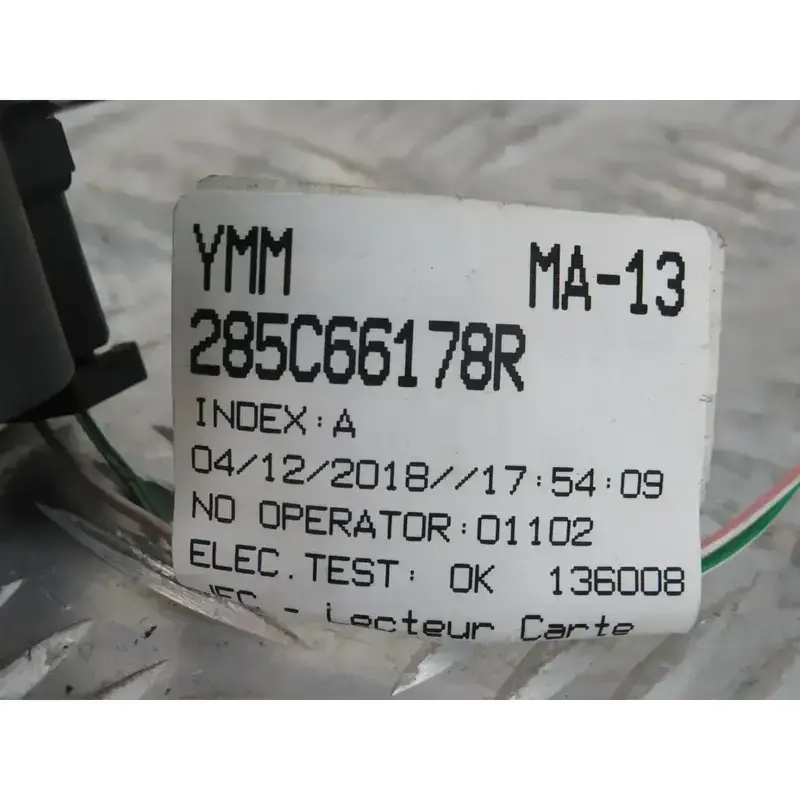 YMM MA-13
285C66178R
INDEX:A
04/12/2018//17:54:09
NO OPERATOR:01102
ELEC.TEST: OK 136008
- Lecteur Carte